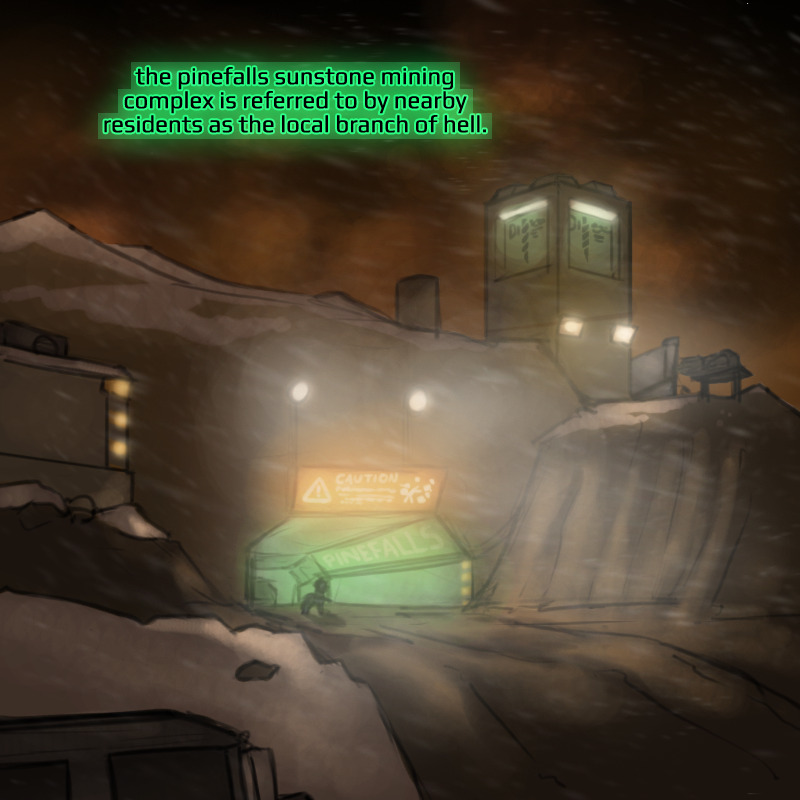 the pinefalls sunstone mining
complex is referred to by nearby
residents as the local branch of hell.
CAUTION
PINEFALLS